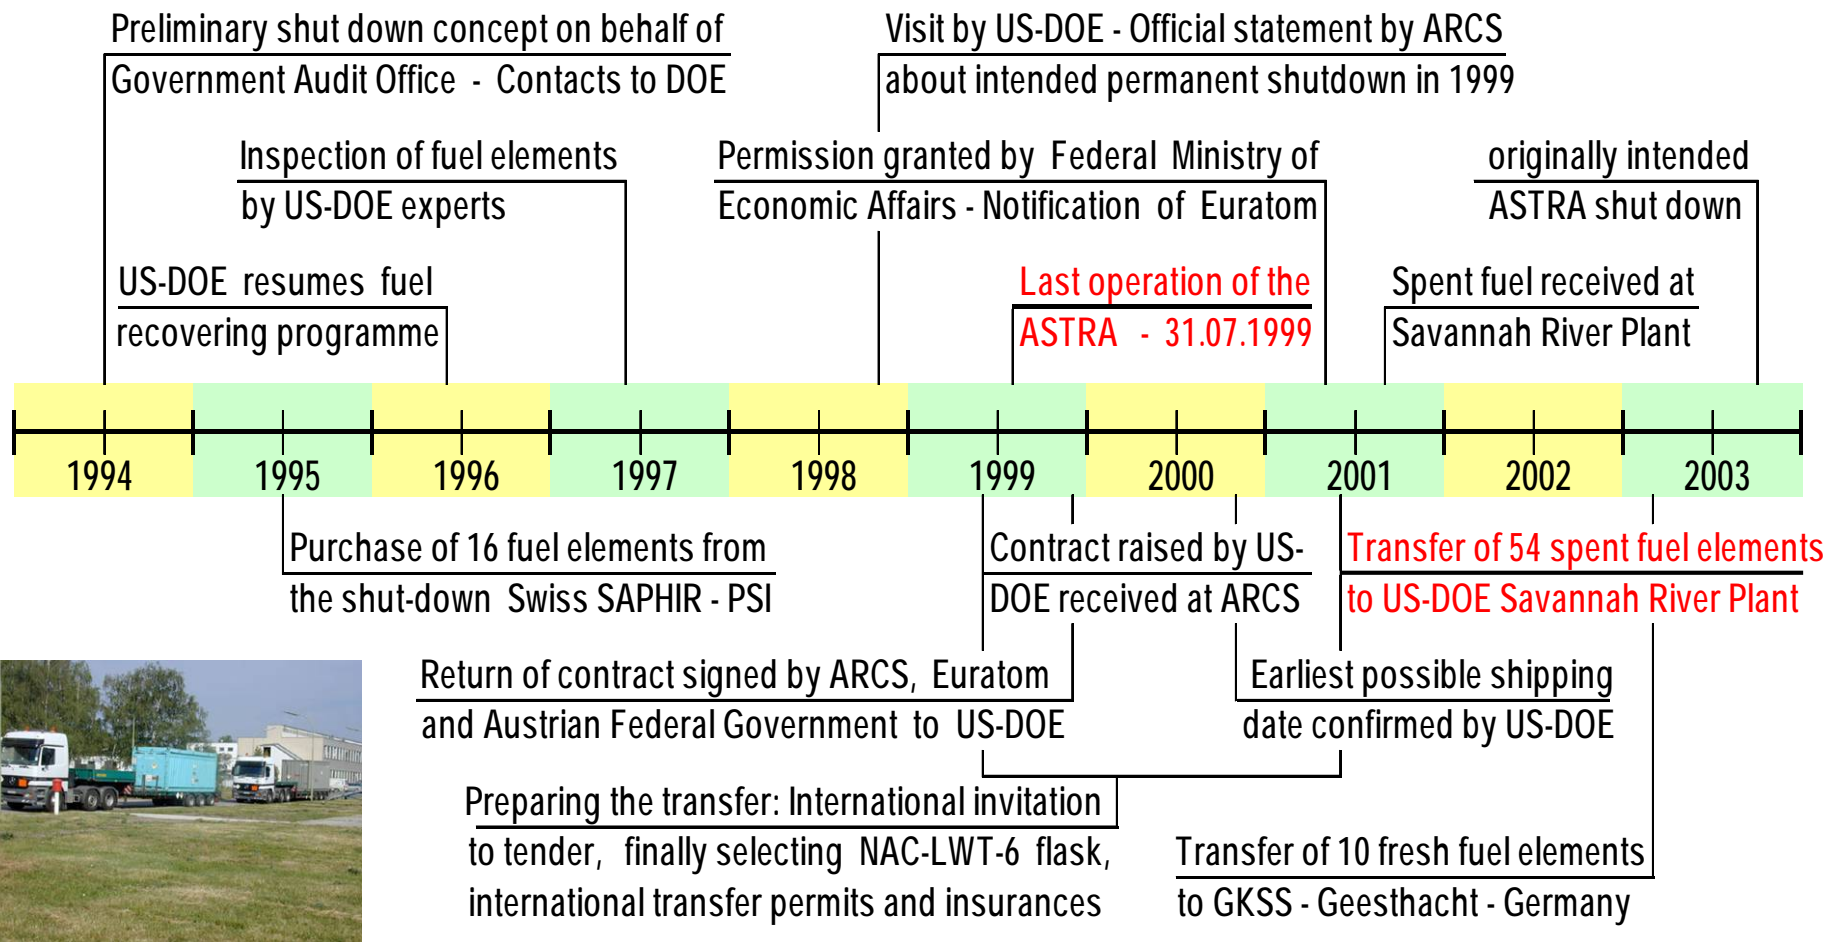 Preliminary shut down concept on behalf of
Government Audit Office - Contacts to DOE
Visit by US-DOE - Official statement by ARCS
about intended permanent shutdown in 1999
Inspection of fuel elements
by US-DOE experts
Permission granted by Federal Ministry of
Economic Affairs - Notification of Euratom
originally intended
ASTRA shut down
US-DOE resumes fuel
recovering programme
Last operation of the
ASTRA - 31.07.1999
Spent fuel received at
Savannah River Plant
1994 1995 1996 1997 1998 1999 2000 2001 2002 2003
Purchase of 16 fuel elements from
the shut-down Swiss SAPHIR - PSI
Contract raised by US-
DOE received at ARCS
Transfer of 54 spent fuel elements
to US-DOE Savannah River Plant
Return of contract signed by ARCS, Euratom
and Austrian Federal Government to US-DOE
Earliest possible shipping
date confirmed by US-DOE
Preparing the transfer: International invitation
to tender, finally selecting NAC-LWT-6 flask,
international transfer permits and insurances
Transfer of 10 fresh fuel elements
to GKSS - Geesthacht - Germany